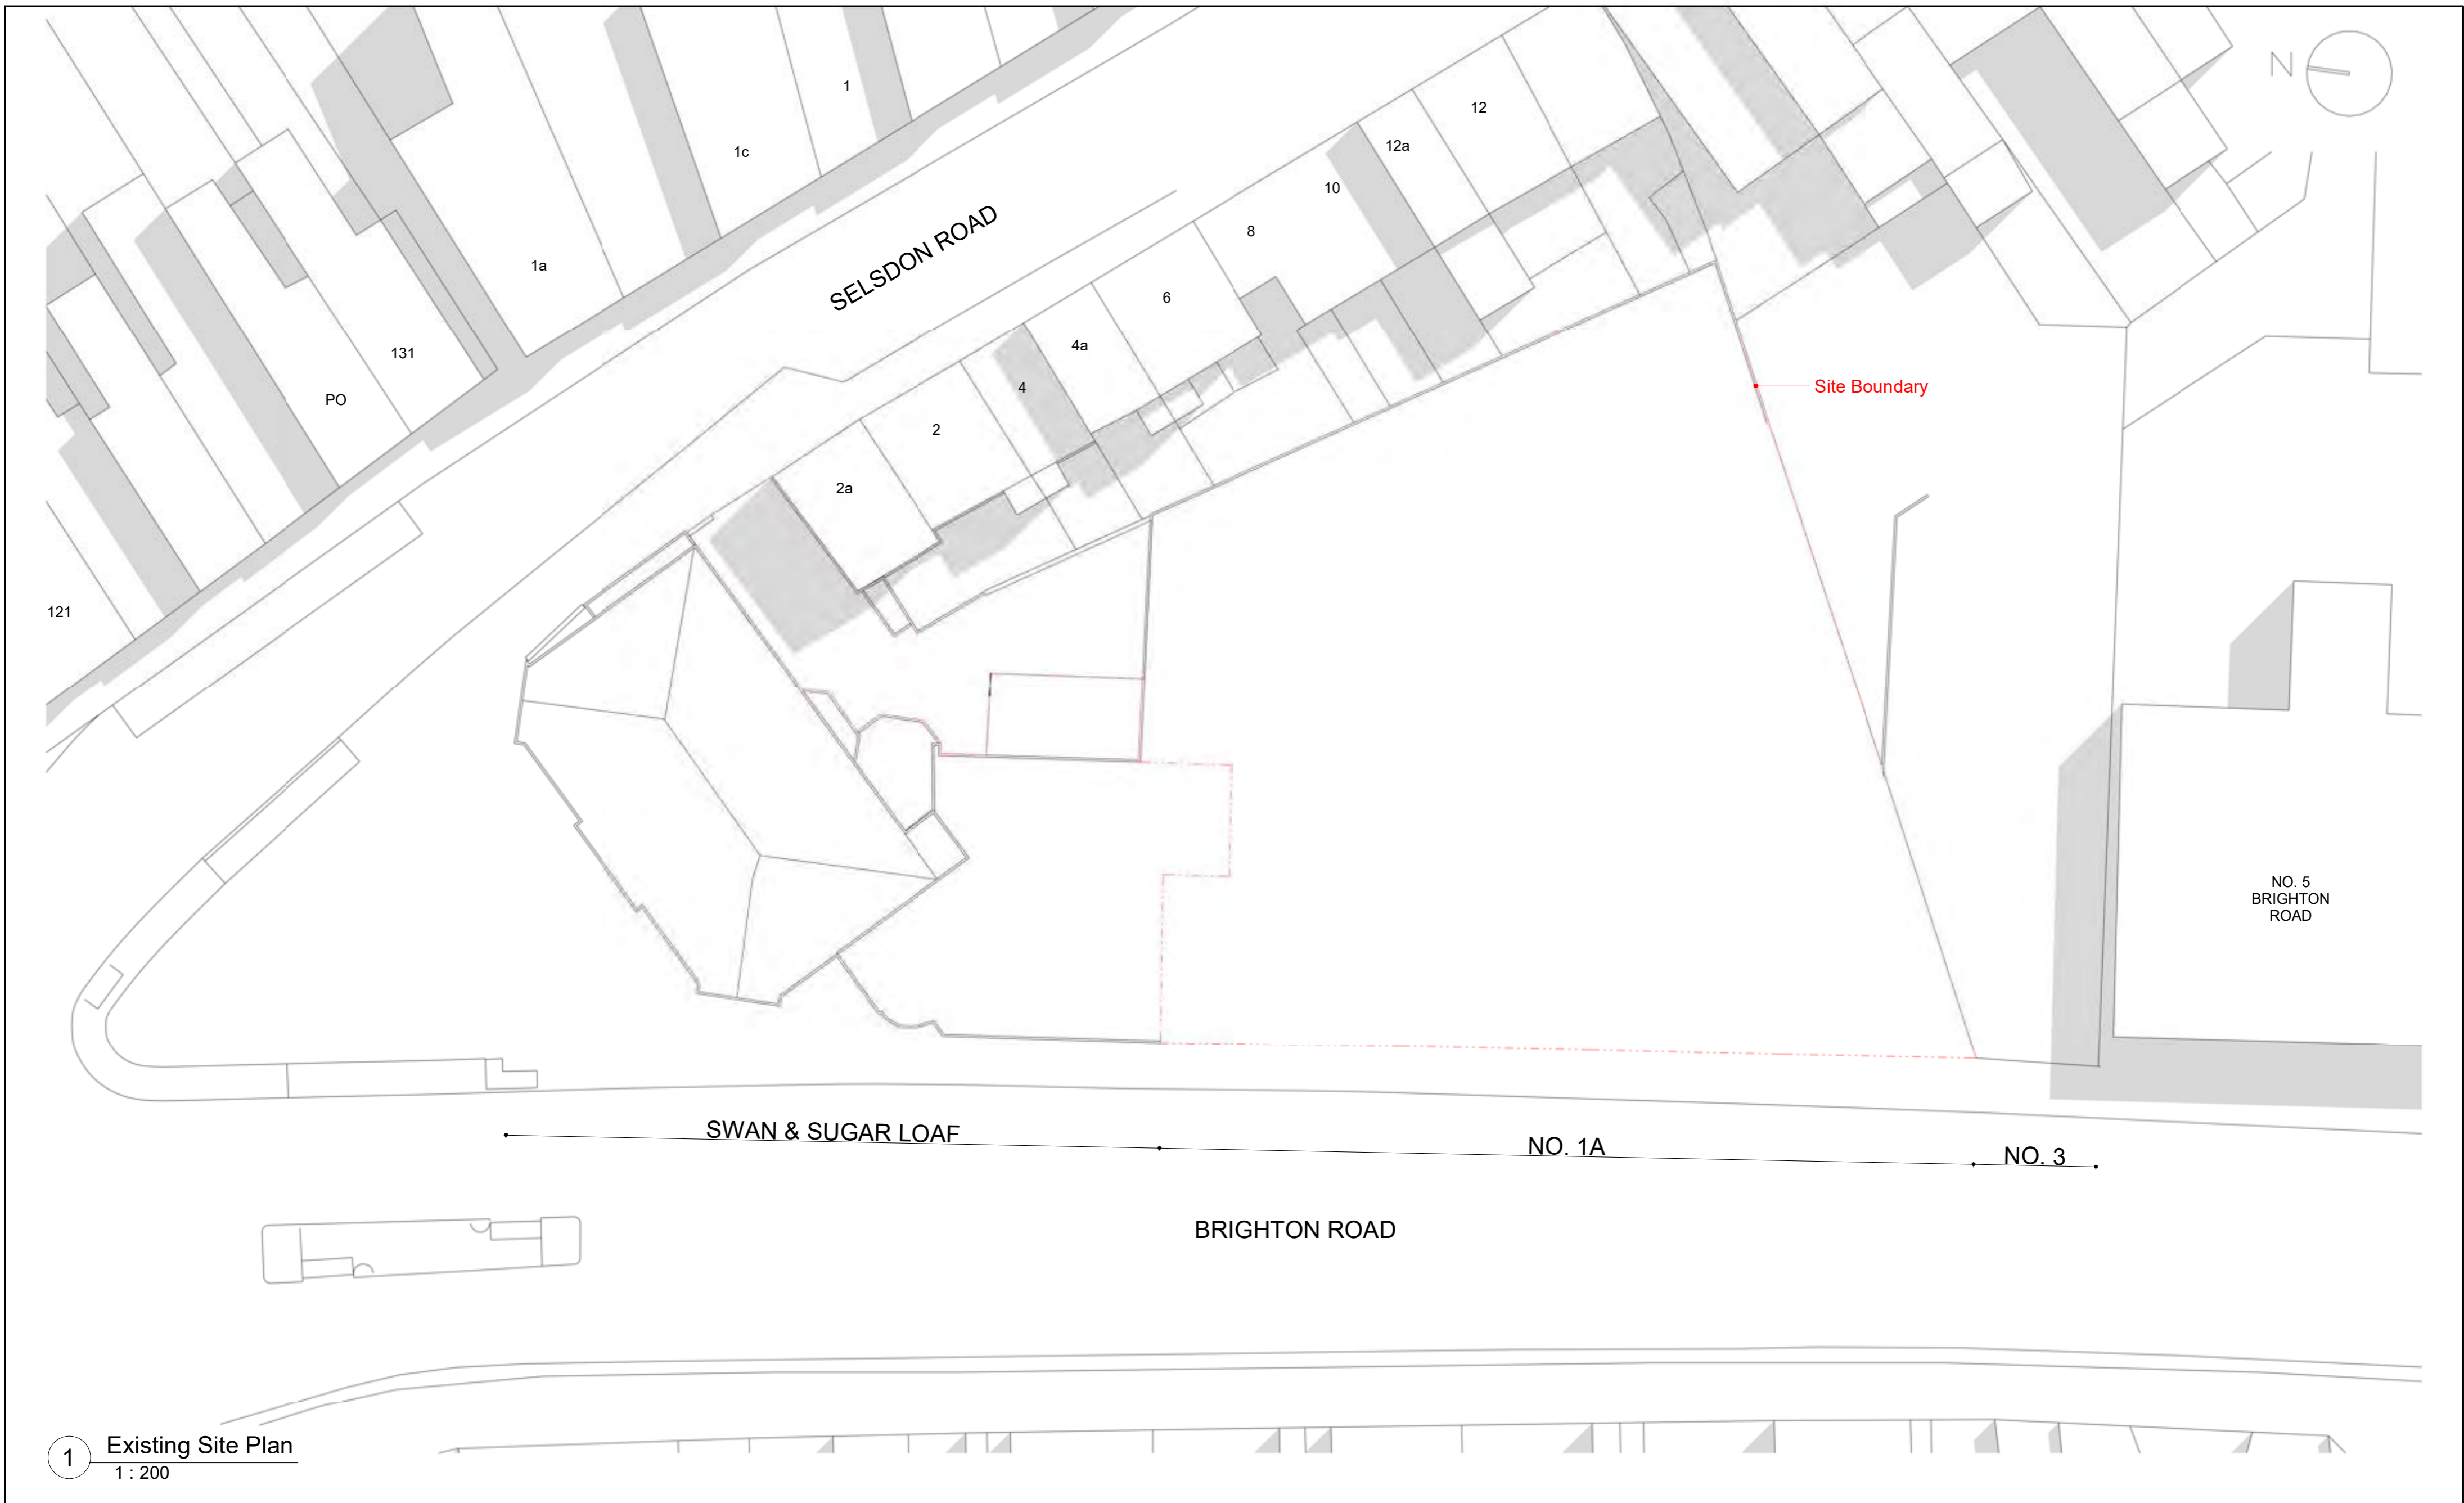 N
1
1c
12
12a
10
1a
8
SELSDON ROAD
6
131
4a
PO
4
Site Boundary
2
2a
121
NO. 5
BRIGHTON
ROAD
SWAN & SUGAR LOAF
NO. 1A
NO. 3
BRIGHTON ROAD
1
Existing Site Plan
1 : 200